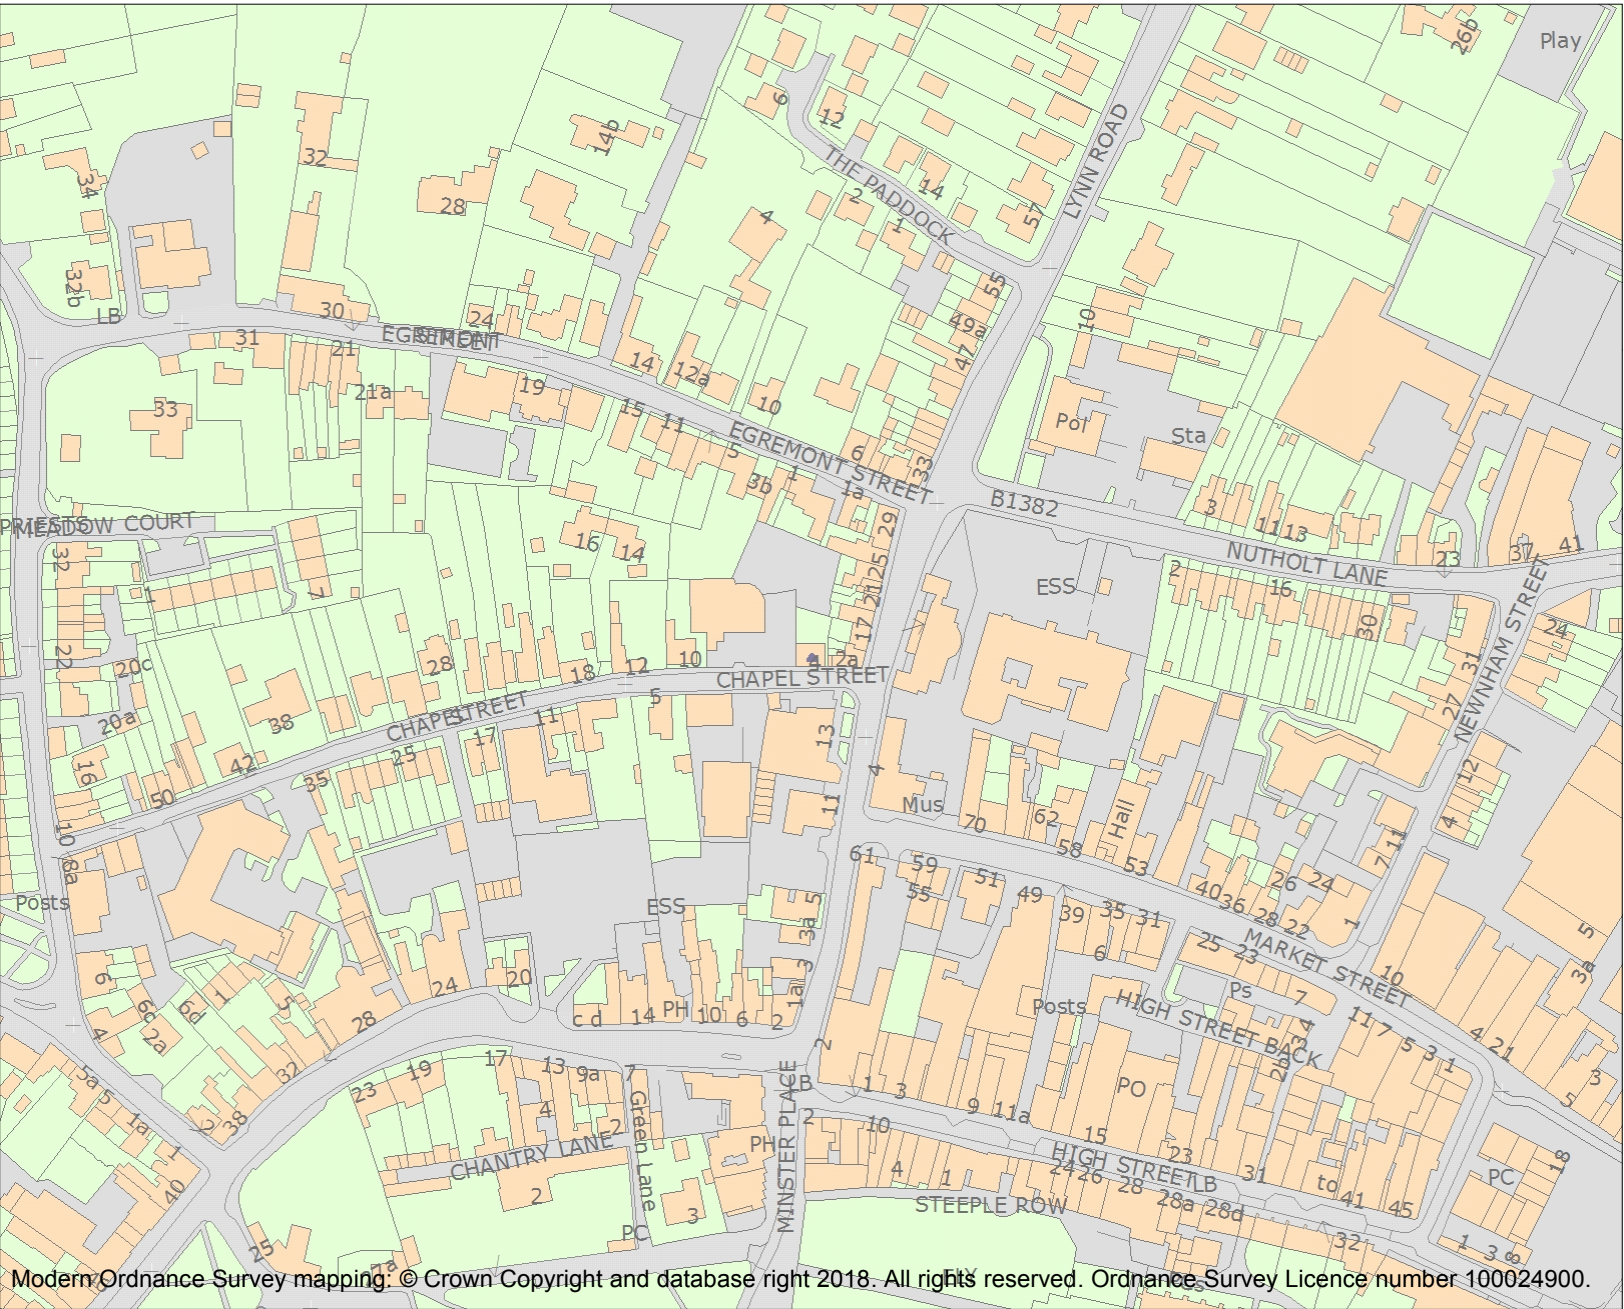 Play
26b
6
12
14b
32
THE PADDOCK
LYNN ROAD
34
28
14
2
57
4
1
32b
55
LB
30
24
10
49a
31
21
EGREMONT
STREET
47
14
12a
21a
19
10
33
15
11
Pol
Sta
5
EGREMONT STREET
6
33
3b
1
1a
B1382
3
11
13
PRIESTS
MEADOW COURT
29
32
16
14
NUTHOLT LANE
23
37
41
25
2
ESS
16
1
7
21
30
NEWNHAM STREET
24
17
22
20c
28
18
12
10
4
2a
31
CHAPEL STREET
5
20a
38
CHAPEL
STREET
11
13
27
16
42
17
25
4
12
50
35
11
Mus
10
70
62
Hall
4
58
11
7
8a
61
59
53
51
55
49
40
36
26
24
28
22
1
Posts
ESS
5
39
35
31
3a
25
23
MARKET STREET
5
6
6
3
10
3a
24
20
6c
6d
1
5
1a
Posts
HIGH STREET BACK
Ps
7
28
c d
14
PH
10
6
2
4
2a
11
7
5
3
1
4
21
3
4
2b
2
17
13
9a
7
MINSTER PLACE
LB
1
3
PO
3
5
32
19
23
5a
5
1a
4
2
Green Lane
9
11a
2
38
1
2
10
15
CHANTRY LANE
PH
HIGH STREET
23
31
to
41
45
18
PC
40
2
4
1
24
26
28
LB
28a
28d
3
STEEPLE ROW
PC
25
32
1
3
8
Modern Ordnance Survey mapping: © Crown Copyright and database right 2018. All rights reserved. Ordnance Survey Licence number 100024900.
ELY